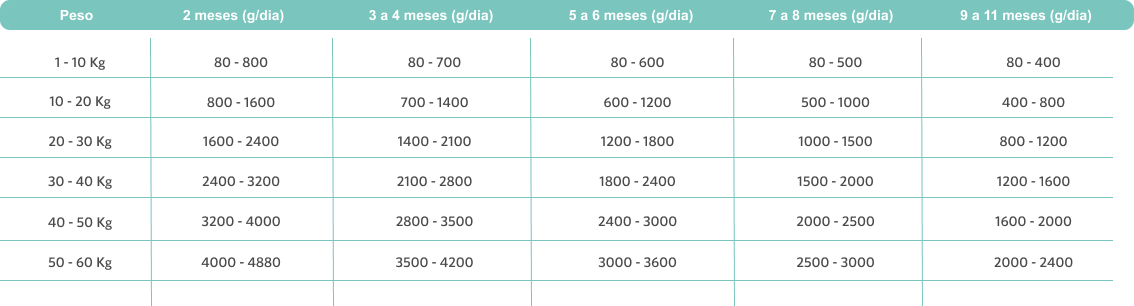 Peso 2 meses (g/dia) 3 a 4 meses (g/dia) 5 a 6 meses (g/dia) 7 a 8 meses (g/dia) 9 a 11 meses (g/dia)
1 - 10 Kg 80 - 800 80 - 700 80 - 600 80 - 500 80 - 400
10 - 20 Kg 800 - 1600 700 - 1400 600 - 1200 500 - 1000 400 - 800
20 - 30 Kg 1600 - 2400 1400 - 2100 1200 - 1800 1000 - 1500 800 - 1200
30 - 40 Kg 2400 - 3200 2100 - 2800 1800 - 2400 1500 - 2000 1200 - 1600
40 - 50 Kg 3200 - 4000 2800 - 3500 2400 - 3000 2000 - 2500 1600 - 2000
50 - 60 Kg 4000 - 4880 3500 - 4200 3000 - 3600 2500 - 3000 2000 - 2400